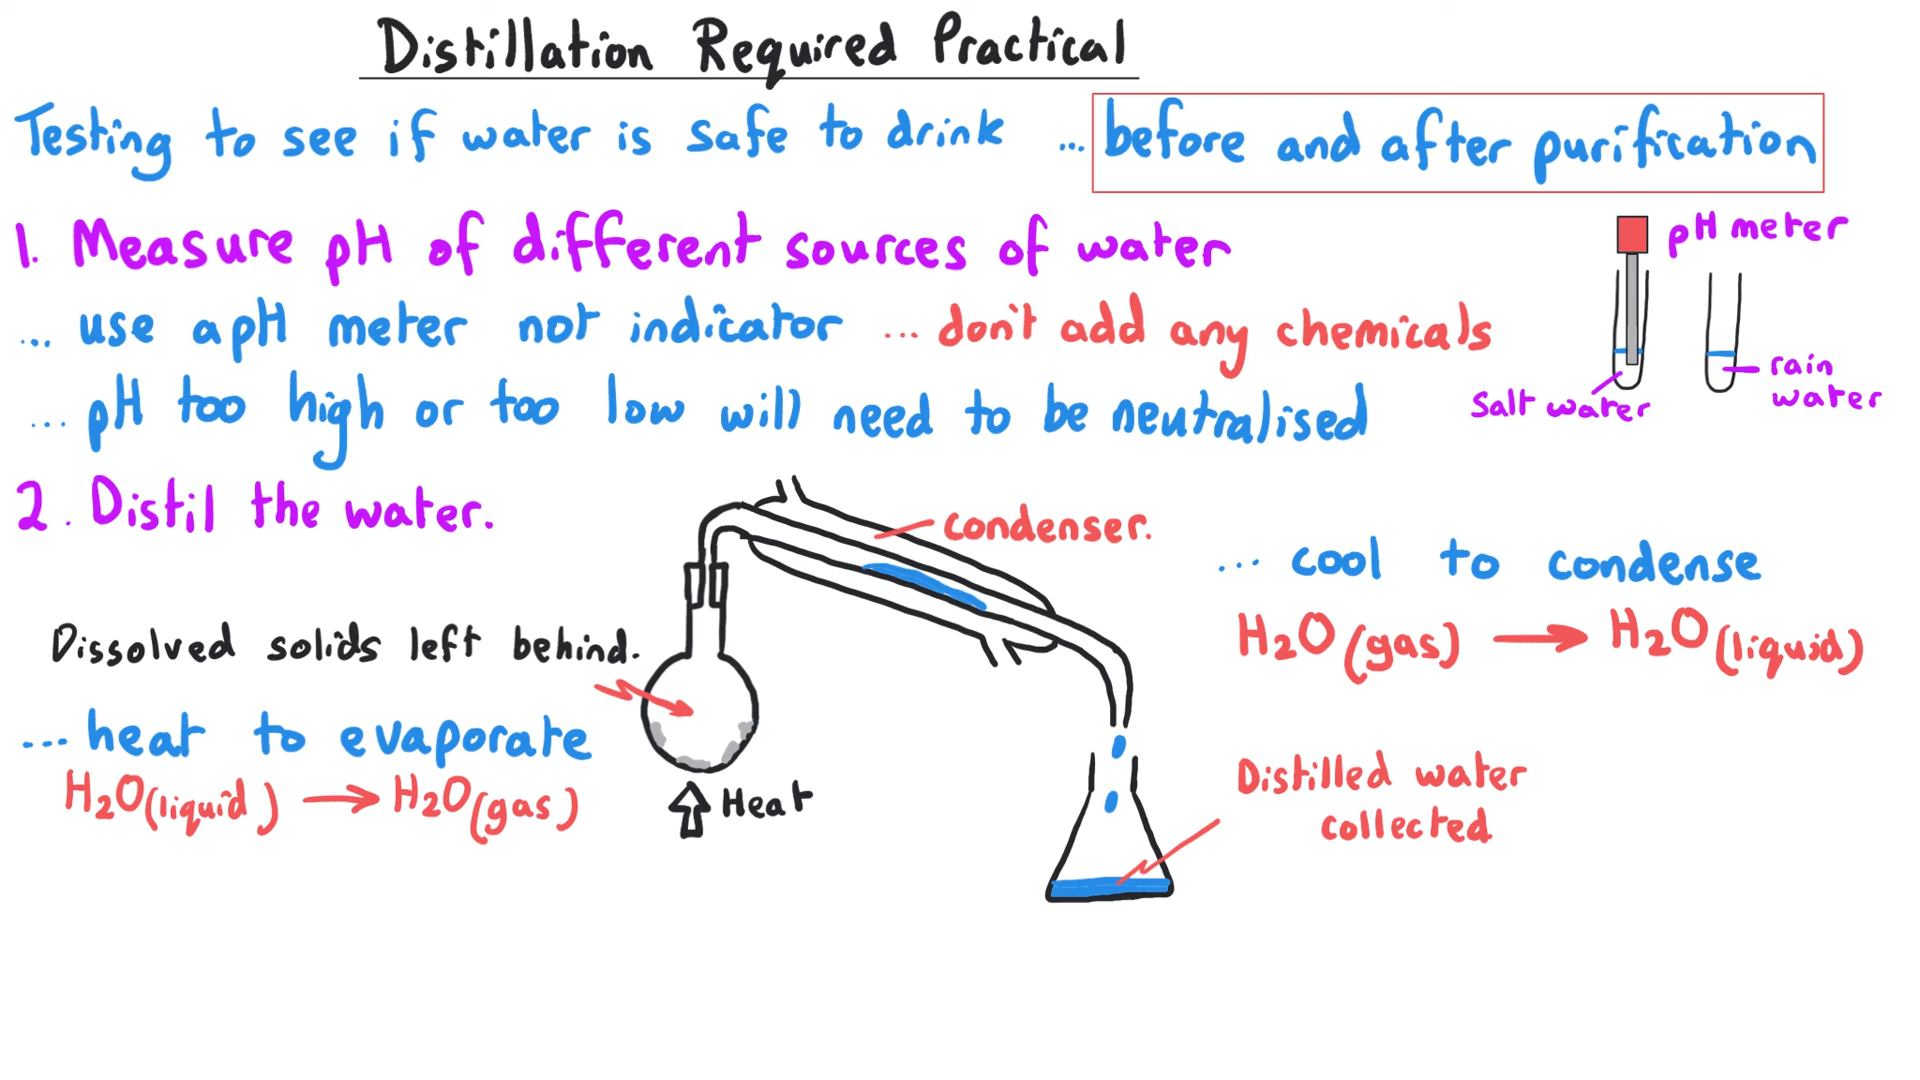 Distillation Required Practical
Testing to see if water is safe to drink ... before and after purification
1. Measure pH of different sources of water
... use a pH meter not indicator ... don't add any chemicals
... pH too high or too low will need to be neutralised
pH meter
Salt water
rain
water
2. Distil the water.
condenser.
... cool to condense
H₂O(gas) → H₂O(liquid)
Dissolved solids left behind.
... heat to evaporate
H₂O(liquid) → H₂O(gas)
Heat
Distilled water
collected